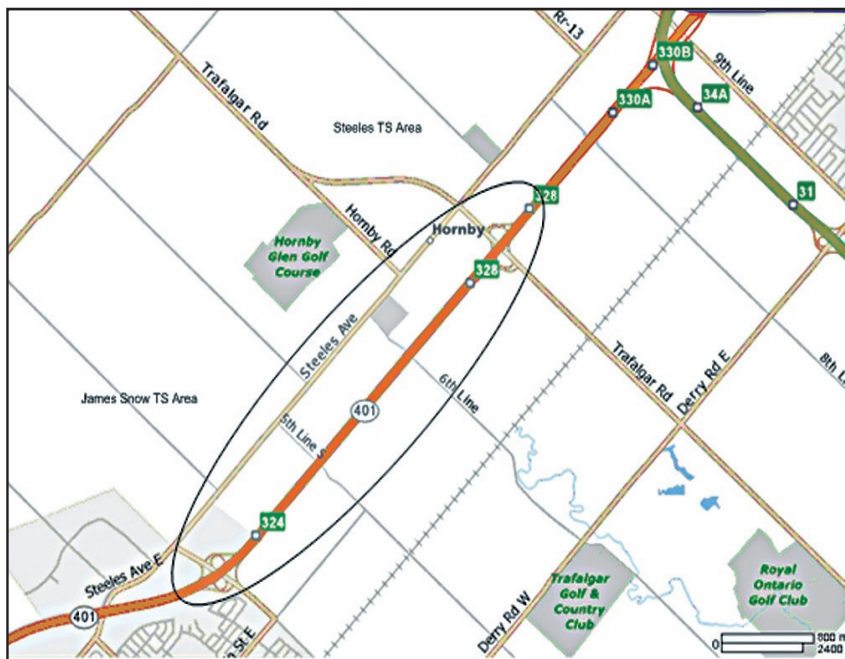 Rr-13
330B
9th Line
Trafalgar Rd
34A
330A
Steeles TS Area
31
328
Hornby Rd
Hornby
Hornby
Glen Golf
Course
328
Steeles Ave
Trafalgar Rd
Derry Rd E
8th
6th Line
James Snow TS Area
401
5th Line S
324
Steeles Ave E
Trafalgar
Golf &
Country
Club
Royal
Ontario
Golf Club
401
St E
Derry Rd W
0
800 m
2400